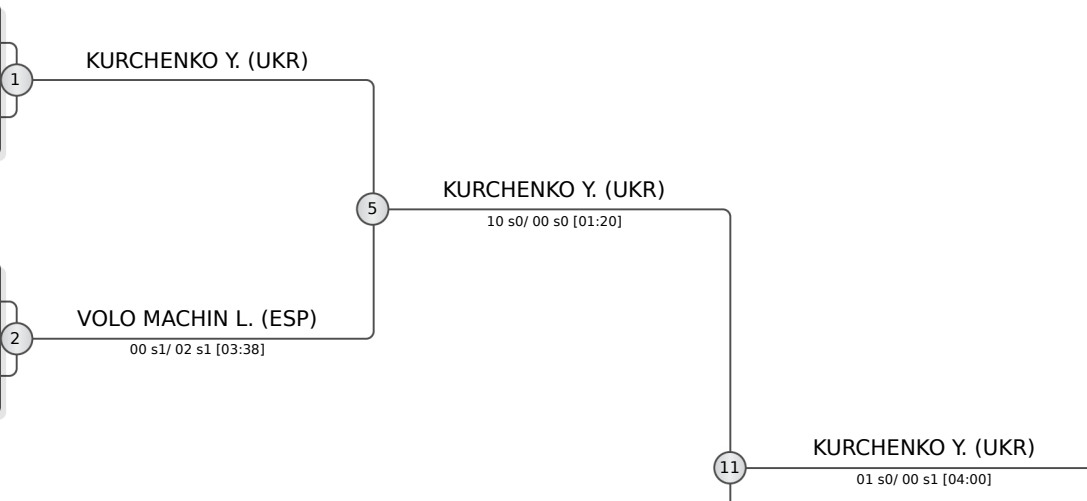 KURCHENKO Y. (UKR)
1
KURCHENKO Y. (UKR)
5
10 s0/ 00 s0 [01:20]
VOLO MACHIN L. (ESP)
2
00 s1/ 02 s1 [03:38]
KURCHENKO Y. (UKR)
11
01 s0/ 00 s1 [04:00]